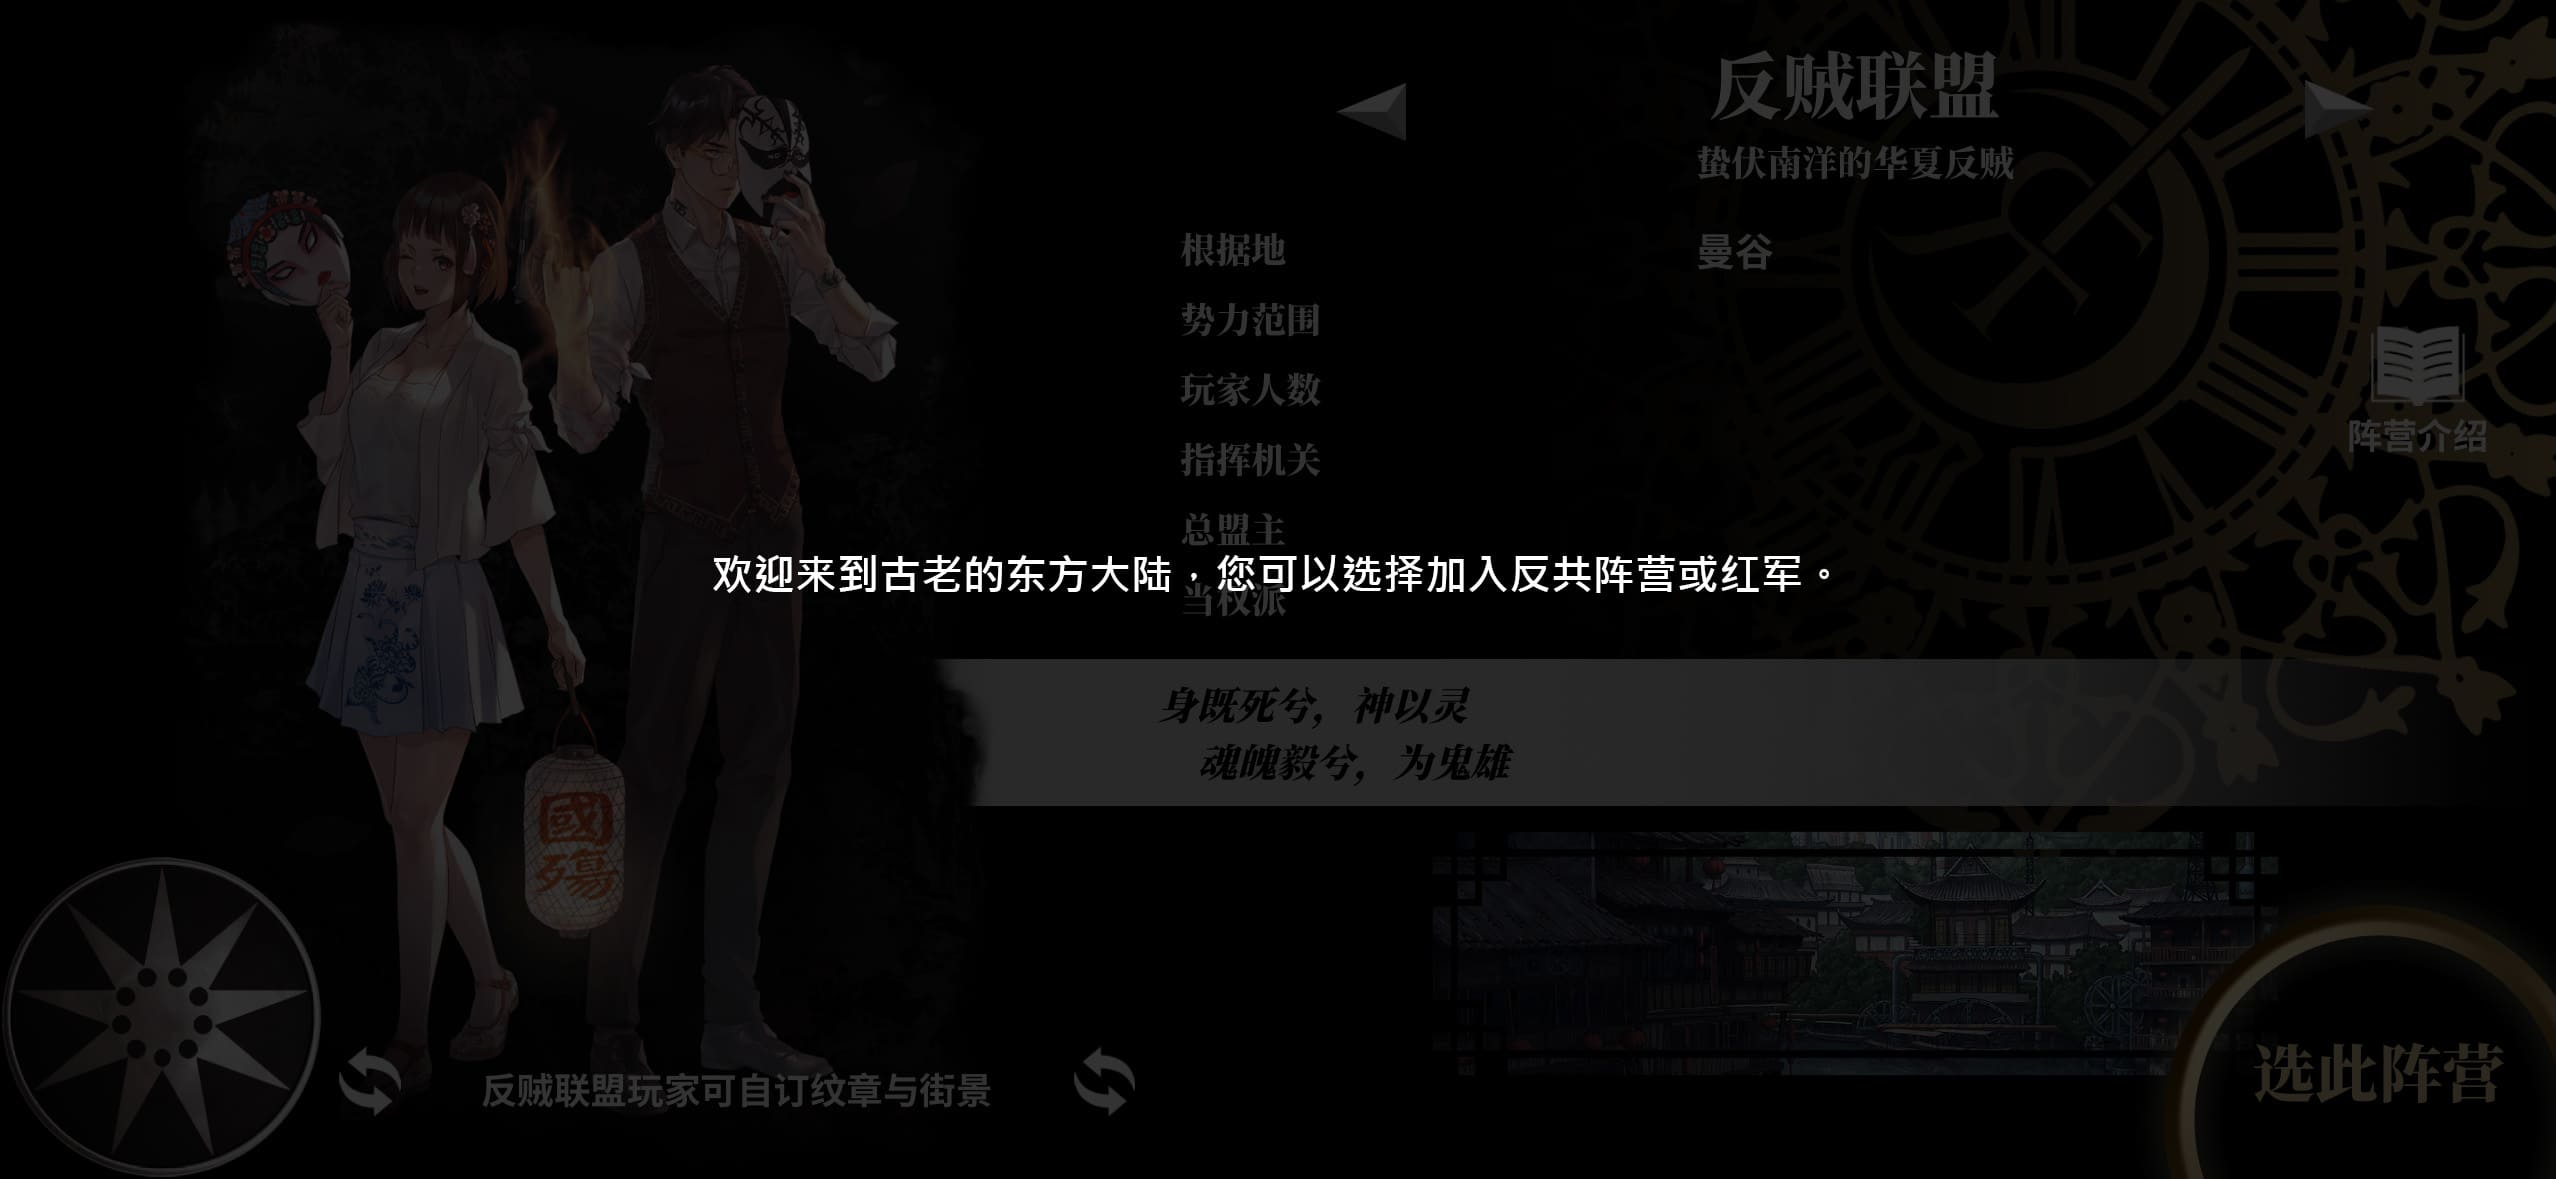 反贼联盟
蛰伏南洋的华夏反贼
根据地
曼谷
势力范围
玩家人数
阵营介绍
指挥机关
总盟主
欢迎来到古老的东方大陆，您可以选择加入反共阵营或红军。
当权派
身既死兮，神以灵
魂魄毅兮，为鬼雄
國殤
反贼联盟玩家可自订纹章与街景
选此阵营